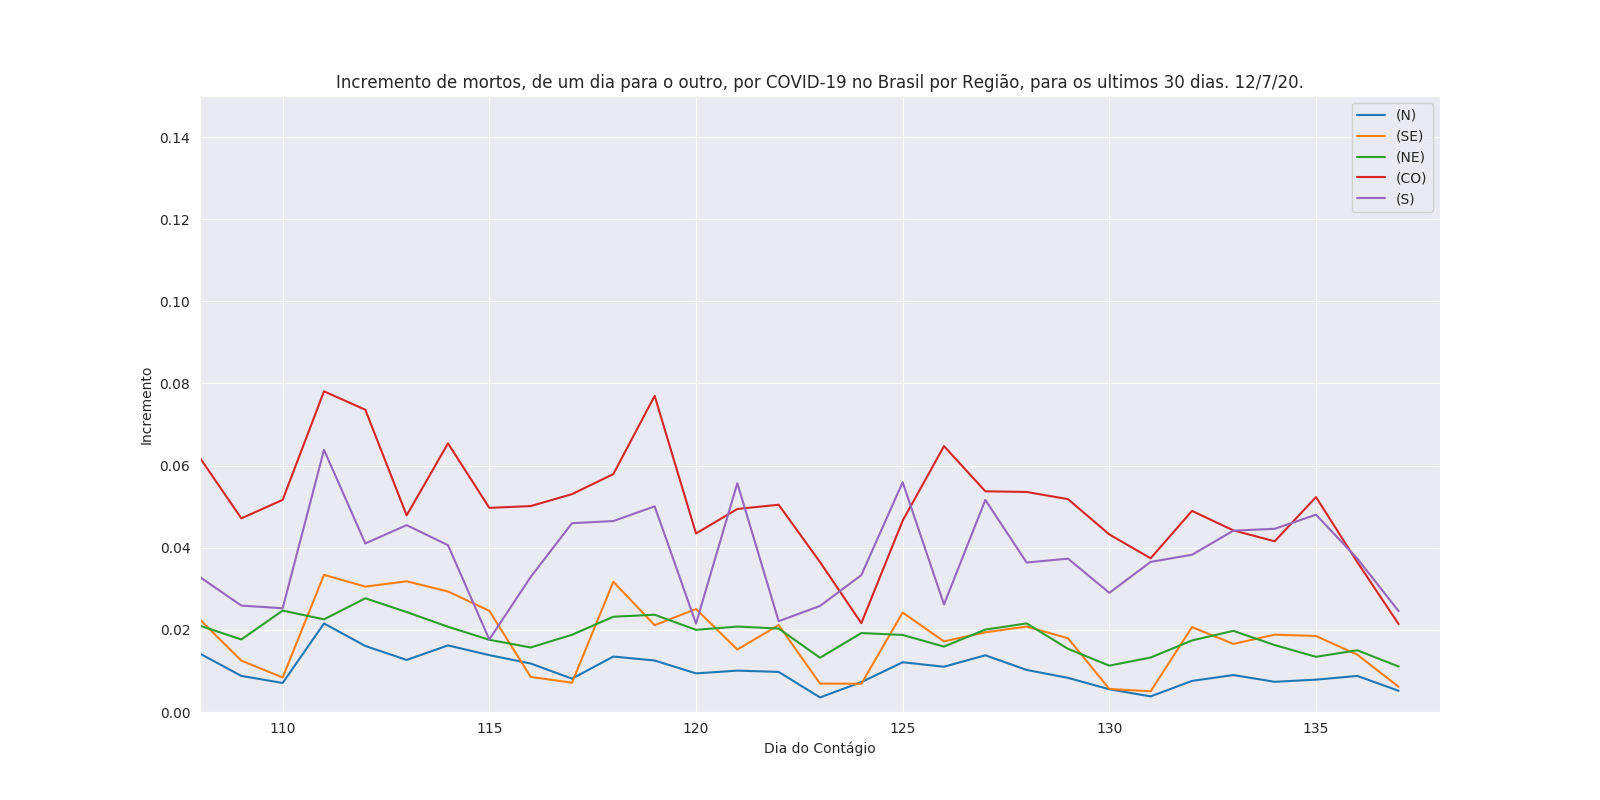 Incremento de mortos, de um dia para o outro, por COVID-19 no Brasil por Região, para os ultimos 30 dias. 12/7/20.
(N)
(SE)
(NE)
(CO)
(S)
0.14
0.12
0.10
0.08
0.06
0.04
0.02
0.00
Incremento
110 115 120 125 130 135
Dia do Contágio